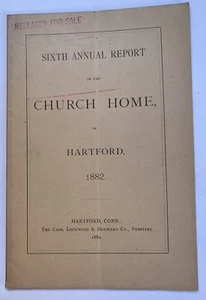 RELEASED FOR SALE
SIXTH ANNUAL REPORT
OF THE
CHURCH HOME,
OF
HARTFORD.
1882.
HARTFORD, CONN.:
THE CASE, LOCKWOOD & BRAINARD CO., PRINTERS